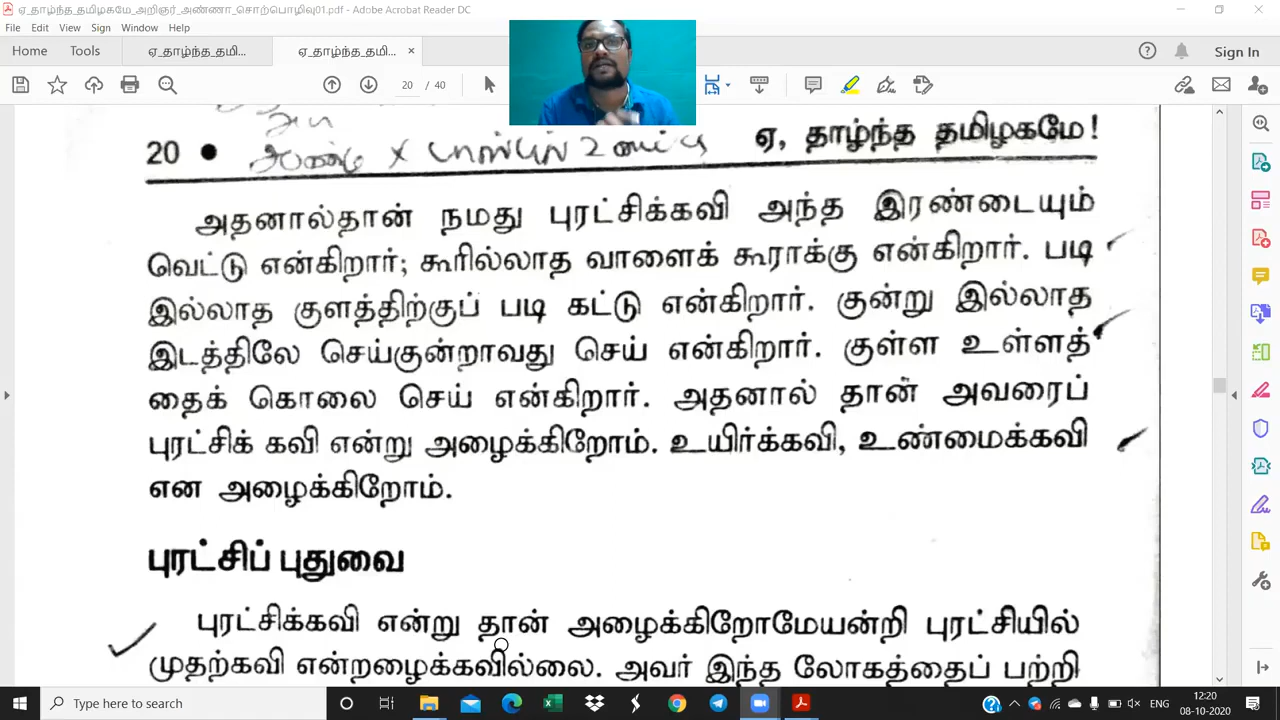 ஏ_தாழ்ந்த_தமிழகமே_அறிஞர்_அண்ணா_சொற்பொழிவு01.pdf - Adobe Acrobat Reader DC
File Edit View Sign Window Help
Home Tools ஏ_தாழ்ந்த_தமி... ஏ_தாழ்ந்த_தமி... × Sign In
20 / 40
20 ● ஏ, தாழ்ந்த தமிழகமே!
அதனால்தான் நமது புரட்சிக்கவி அந்த இரண்டையும்
வெட்டு என்கிறார்; கூரில்லாத வாளைக் கூராக்கு என்கிறார். படி
இல்லாத குளத்திற்குப் படி கட்டு என்கிறார். குன்று இல்லாத
இடத்திலே செய்குன்றாவது செய் என்கிறார். குள்ள உள்ளத்
தைக் கொலை செய் என்கிறார். அதனால் தான் அவரைப்
புரட்சிக் கவி என்று அழைக்கிறோம். உயிர்க்கவி, உண்மைக்கவி
என அழைக்கிறோம்.
புரட்சிப் புதுவை
புரட்சிக்கவி என்று தான் அழைக்கிறோமேயன்றி புரட்சியில்
முதற்கவி என்றழைக்கவில்லை. அவர் இந்த லோகத்தைப் பற்றி
Type here to search
12:20
08-10-2020